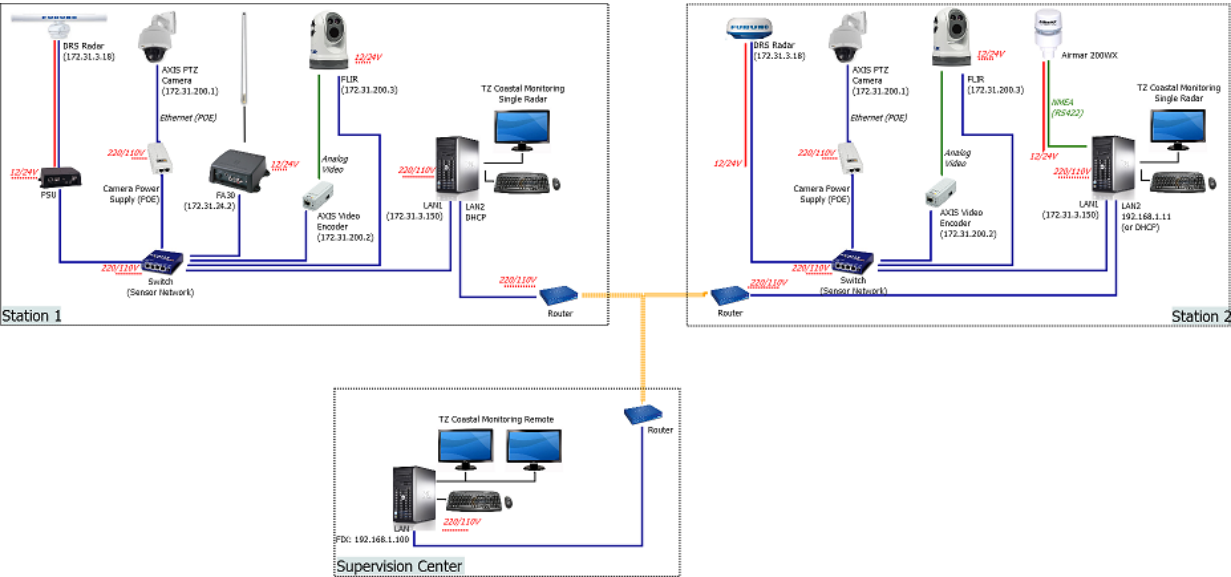 FURUNO
DRS Radar
(172.31.3.18)
12/24V
PSU
AXIS PTZ
Camera
(172.31.200.1)
Ethernet (POE)
220/110V
Camera Power
Supply (POE)
12/24V
FA30
(172.31.24.2)
12/24V
FLIR
(172.31.200.3)
Analog
Video
AXIS Video
Encoder
(172.31.200.2)
TZ Coastal Monitoring
Single Radar
220/110V
LAN1
(172.31.3.150)
LAN2
DHCP
220/110V
Switch
(Sensor Network)
220/110V
Router
Station 1
FURUNO
DRS Radar
(172.31.3.18)
12/24V
AXIS PTZ
Camera
(172.31.200.1)
Ethernet (POE)
220/110V
Camera Power
Supply (POE)
12/24V
FLIR
(172.31.200.3)
Analog
Video
AXIS Video
Encoder
(172.31.200.2)
Airmar 200WX
NMEA
(RS422)
12/24V
TZ Coastal Monitoring
Single Radar
220/110V
LAN1
(172.31.3.150)
LAN2
192.168.1.11
(or DHCP)
220/110V
Switch
(Sensor Network)
220/110V
Router
Station 2
Router
TZ Coastal Monitoring Remote
220/110V
LAN
FIX: 192.168.1.100
Supervision Center